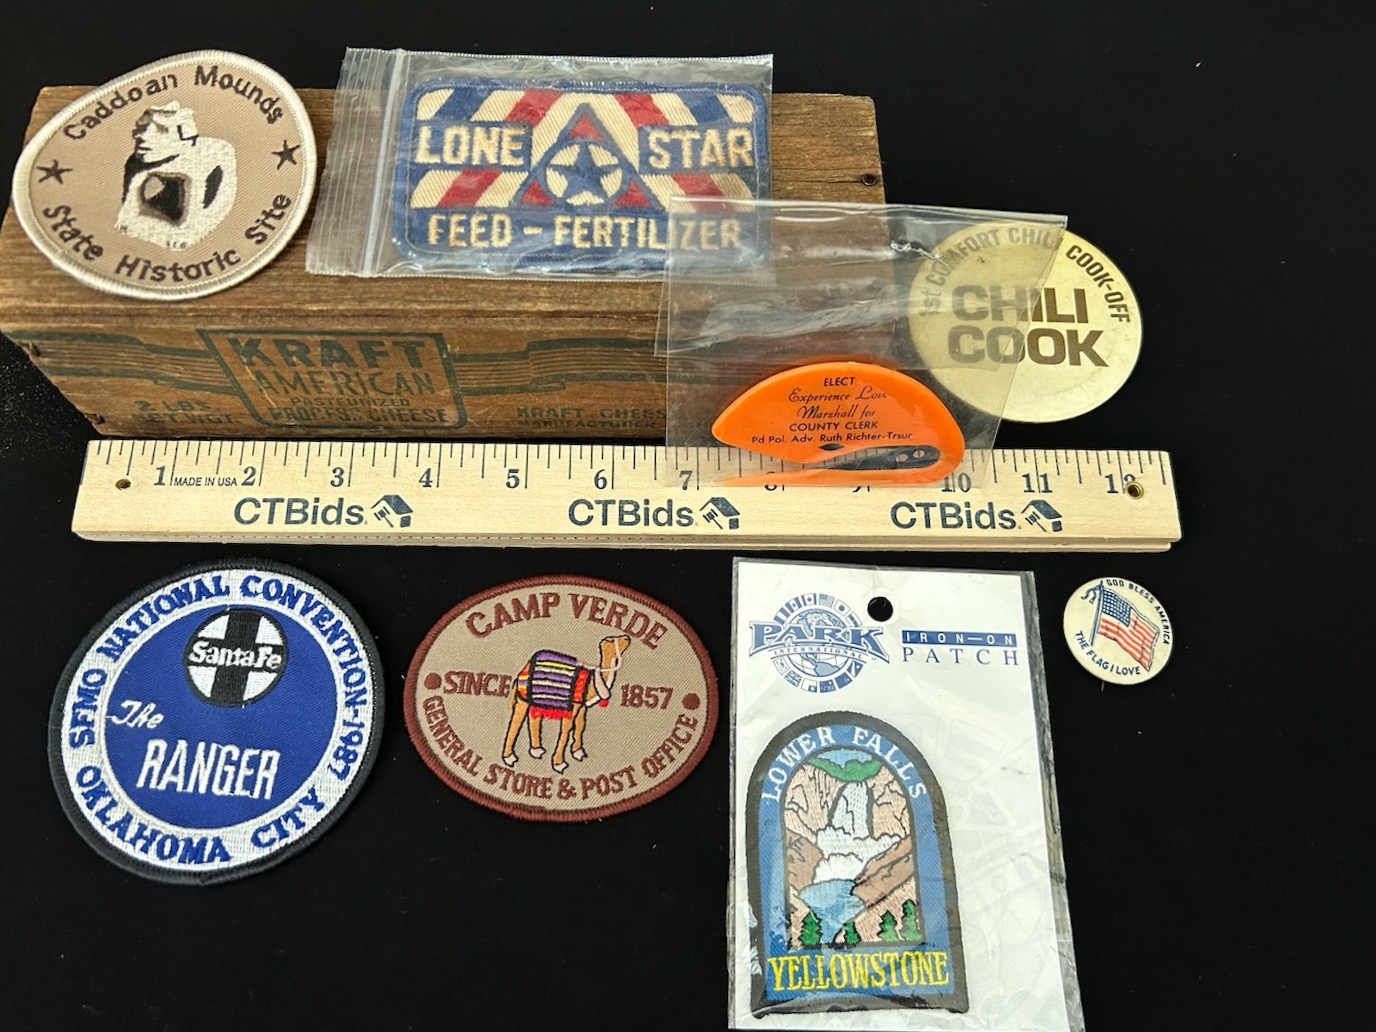 Caddoan Mounds
State Historic Site
LONE STAR
FEED - FERTILIZER
1st COMFORT CHILI COOK-OFF
CHILI
COOK
KRAFT
AMERICAN
PASTEURIZED
PROCESS CHEESE
2 LBS.
KRAFT CHEESE
ELECT
Experience Lois
Marshall for
COUNTY CLERK
Pd Pol. Adv. Ruth Richter-Trsur
1 MADE IN USA 2 3 4 5 6 7 8 9 10 11 12
CTBids CTBids CTBids
SFMO NATIONAL CONVENTION-1987
Santa Fe
The
RANGER
OKLAHOMA CITY
CAMP VERDE
SINCE 1857
GENERAL STORE & POST OFFICE
PARK
INTERNATIONAL
IRON-ON
PATCH
LOWER FALLS
YELLOWSTONE
GOD BLESS AMERICA
THE FLAG I LOVE